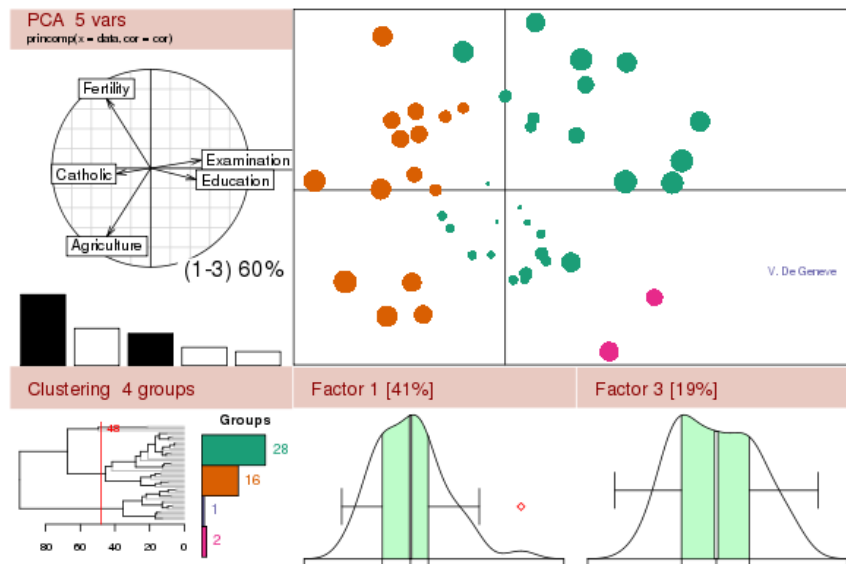 PCA 5 vars
princomp(x = data, cor = cor)
Fertility
Examination
Catholic
Education
Agriculture
(1-3) 60%
V. De Geneve
Clustering 4 groups
Factor 1 [41%]
Factor 3 [19%]
Groups
48
28
16
1
2
80 60 40 20 0